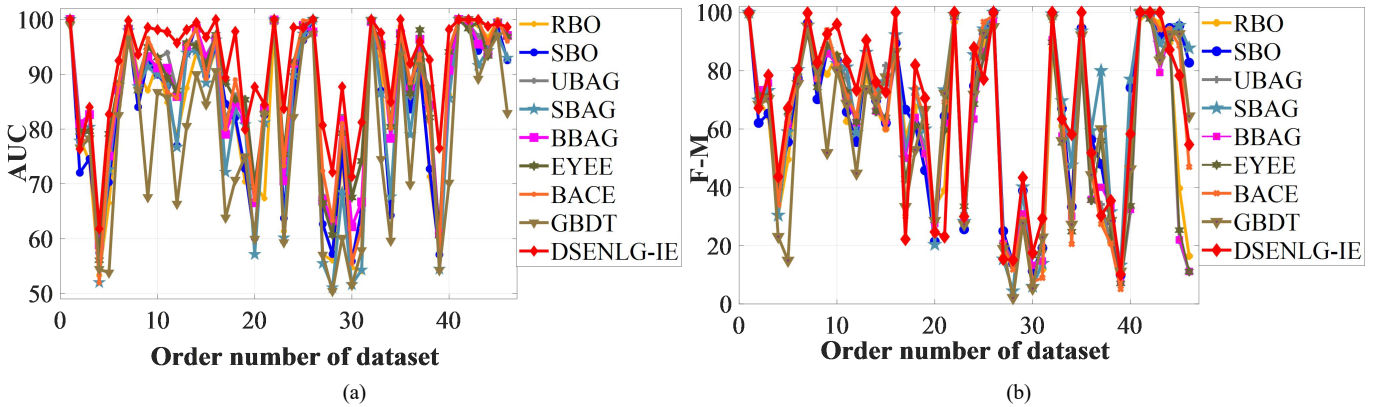 AUC
100
90
80
70
60
50
0
10
20
30
40
Order number of dataset
RBO
SBO
UBAG
SBAG
BBAG
EYEE
BACE
GBDT
DSENLG-IE
(a)
F-M
100
80
60
40
20
0
0
10
20
30
40
Order number of dataset
RBO
SBO
UBAG
SBAG
BBAG
EYEE
BACE
GBDT
DSENLG-IE
(b)